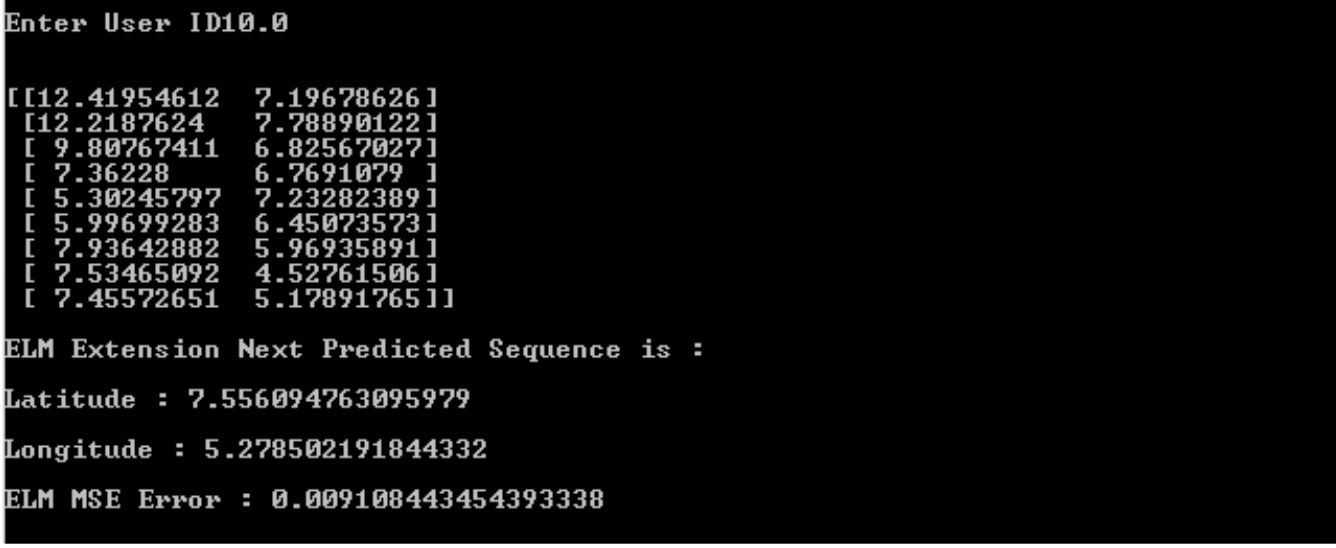 Enter User ID10.0
[[12.41954612 7.19678626]
[12.2187624 7.78890122]
[ 9.80767411 6.82567027]
[ 7.36228 6.7691079 ]
[ 5.30245797 7.23282389]
[ 5.99699283 6.45073573]
[ 7.93642882 5.96935891]
[ 7.53465092 4.52761506]
[ 7.45572651 5.17891765]]
ELM Extension Next Predicted Sequence is :
Latitude : 7.556094763095979
Longitude : 5.278502191844332
ELM MSE Error : 0.009108443454393338